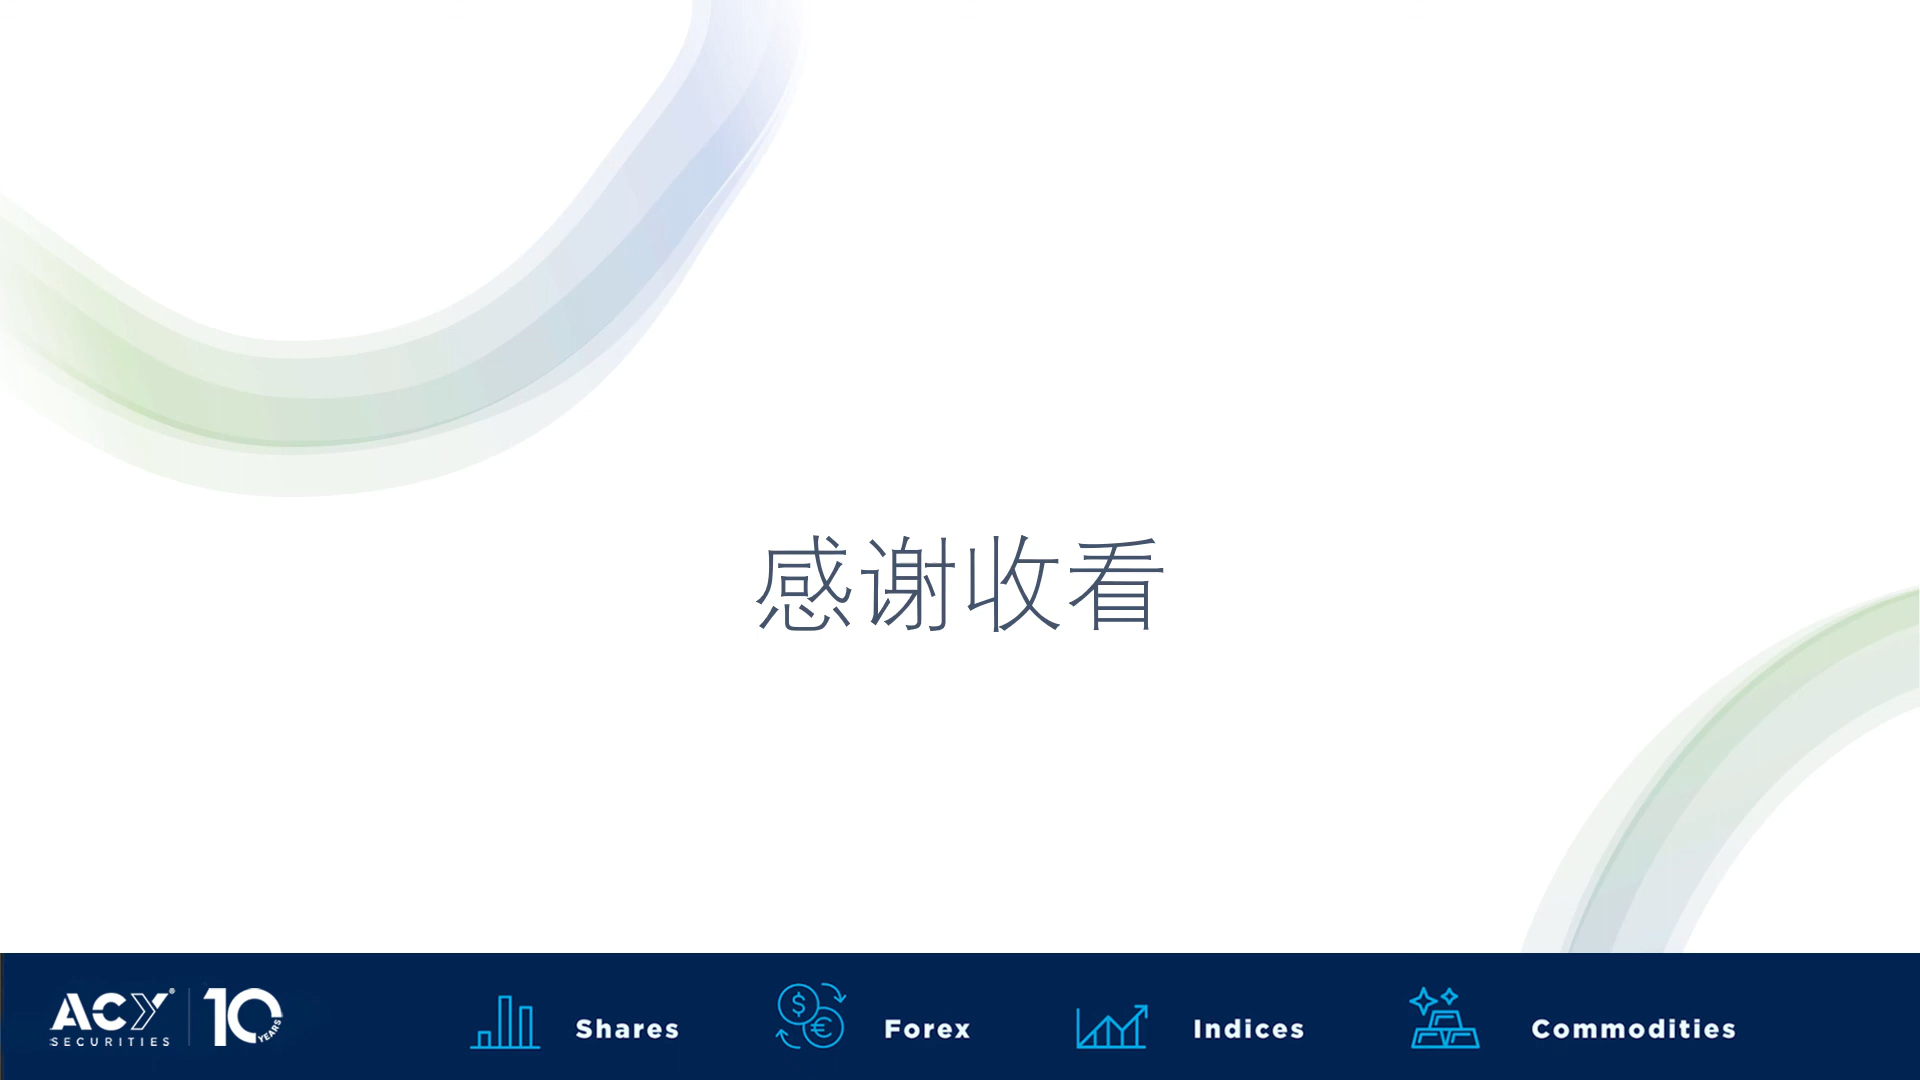 感谢收看
ACY® 10 YEARS
SECURITIES
Shares
Forex
Indices
Commodities